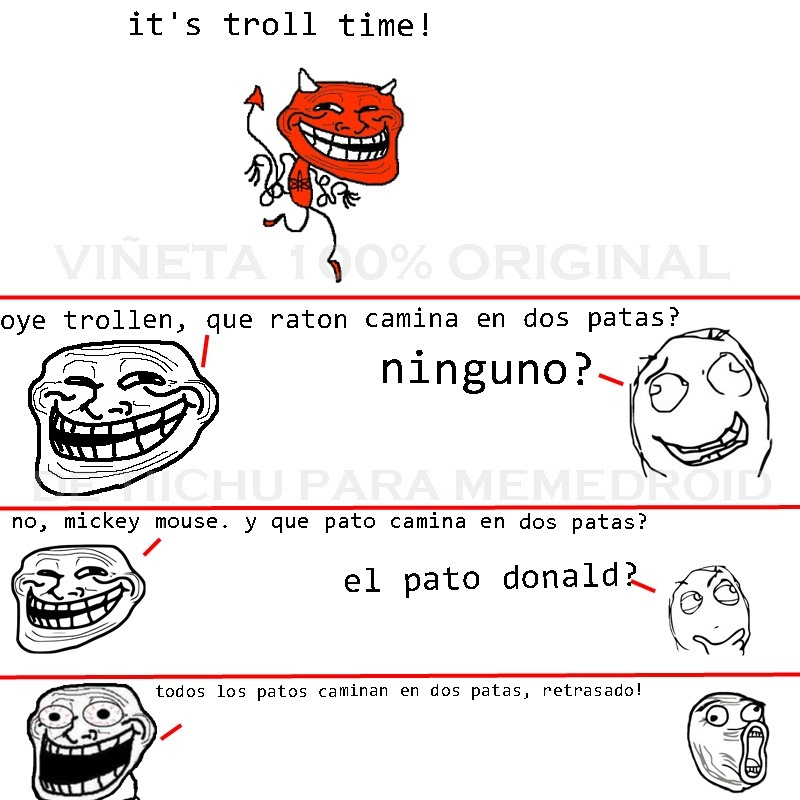 it's troll time!
VIÑETA 100% ORIGINAL
oye trollen, que raton camina en dos patas?
ninguno?
PARA MEMEDROID
no, mickey mouse. y que pato camina en dos patas?
el pato donald?
todos los patos caminan en dos patas, retrasado!